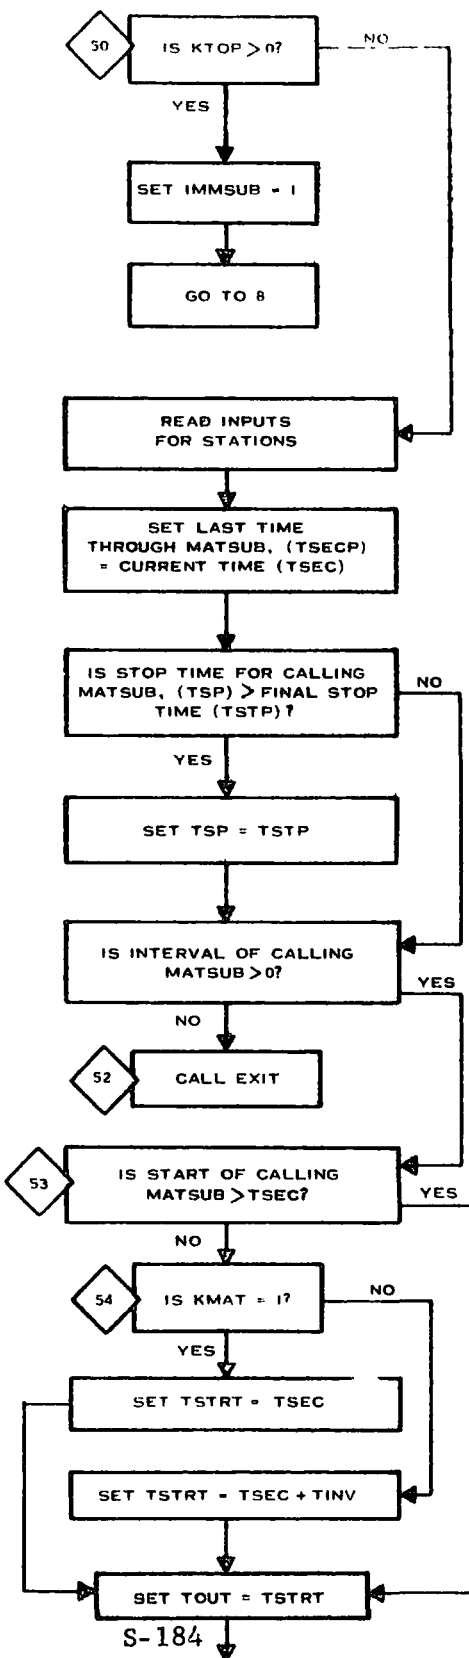 50
IS KTOP > 0?
NO
YES
SET IMMSUB = 1
GO TO 8
READ INPUTS
FOR STATIONS
SET LAST TIME
THROUGH MATSUB, (TSECP)
= CURRENT TIME (TSEC)
IS STOP TIME FOR CALLING
MATSUB, (TSP) > FINAL STOP
TIME (TSTP)?
NO
YES
SET TSP = TSTP
IS INTERVAL OF CALLING
MATSUB > 0?
YES
NO
52
CALL EXIT
53
IS START OF CALLING
MATSUB > TSEC?
YES
NO
54
IS KMAT = 1?
NO
YES
SET TSTRT = TSEC
SET TSTRT = TSEC + TINV
SET TOUT = TSTRT
S-184